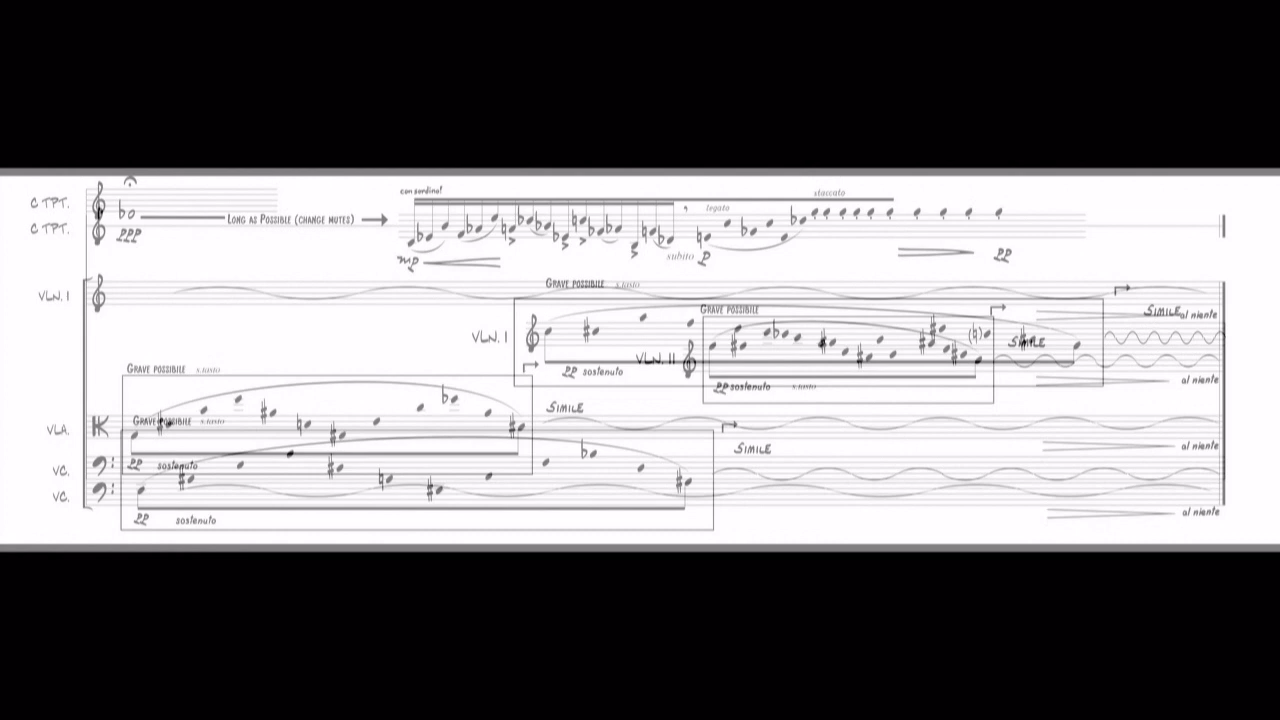 C TPT.
C TPT.
ppp
LONG AS POSSIBLE (CHANGE MUTES)
con sordino!
mp
subito p
legato
staccato
pp
VLN. I
GRAVE POSSIBILE s.tasto
VLN. I
pp sostenuto
SIMILE
al niente
GRAVE POSSIBILE
VLN. II
pp sostenuto s.tasto
SIMILE
al niente
GRAVE POSSIBILE s.tasto
VLA.
pp sostenuto
SIMILE
al niente
GRAVE POSSIBILE s.tasto
VC.
VC.
pp sostenuto
SIMILE
al niente